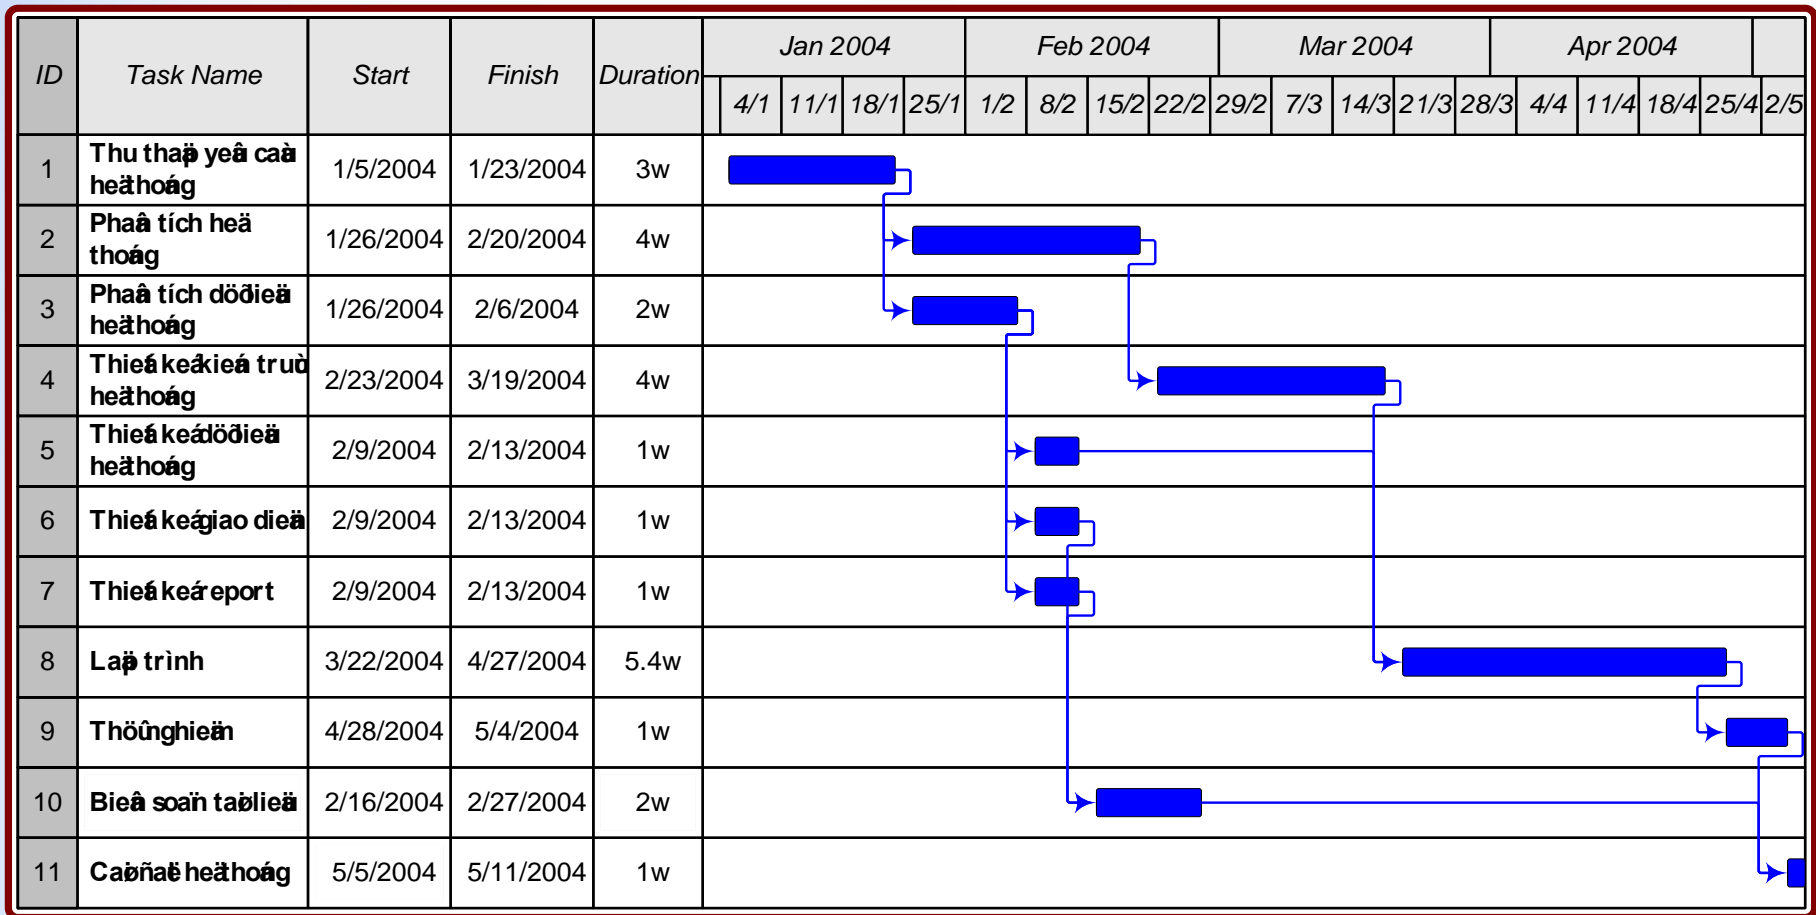 ID Task Name Start Finish Duration
Jan 2004 Feb 2004 Mar 2004 Apr 2004
4/1 11/1 18/1 25/1 1/2 8/2 15/2 22/2 29/2 7/3 14/3 21/3 28/3 4/4 11/4 18/4 25/4 2/5
1 Thu thaäp yeâu caàu
heä thoáng
1/5/2004 1/23/2004 3w
2 Phaân tích heä
thoáng
1/26/2004 2/20/2004 4w
3 Phaân tích döõ lieäu
heä thoáng
1/26/2004 2/6/2004 2w
4 Thieát keá kieán truùc
heä thoáng
2/23/2004 3/19/2004 4w
5 Thieát keá döõ lieäu
heä thoáng
2/9/2004 2/13/2004 1w
6 Thieát keá giao dieän 2/9/2004 2/13/2004 1w
7 Thieát keá report 2/9/2004 2/13/2004 1w
8 Laäp trình 3/22/2004 4/27/2004 5.4w
9 Thöû nghieäm 4/28/2004 5/4/2004 1w
10 Bieân soaïn taøi lieäu 2/16/2004 2/27/2004 2w
11 Caøi ñaët heä thoáng 5/5/2004 5/11/2004 1w